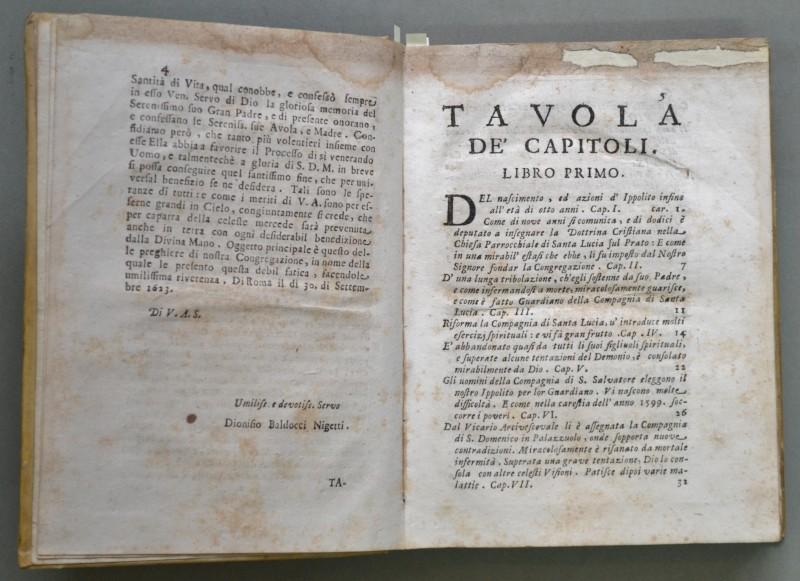 4
Santità di Vita, qual conobbe, e confessò sempre
in esso Ven. Servo di Dio la gloriosa memoria del
Serenissimo suo Gran Padre, e di presente onorano,
e confessano le Sereniss. sue Avola, e Madre. Con-
fidiamo però, che tanto più volentieri insieme con
esse Ella abbia a favorire il Processo di sì venerando
Uomo, e talmentechè a gloria di S. D. M. in breve
si possa conseguire quel santissimo fine, che per uni-
versal benefizio se ne desidera. Tali sono le spe-
ranze di tutti: e come i meriti di V. A. sono per es-
serne grandi in Cielo, congiuntamente si crede, che
per caparra della celeste mercede sarà prevenuta
anche in terra con ogni desiderabil benedizione
dalla Divina Mano. Oggetto principale è questo del-
le preghiere di nostra Congregazione, in nome della
quale le presento questa debil fatica, facendole
umilissima riverenza. Di Roma il dì 30. di Settem-
bre 1623.
Di V. A. S.
Umiliss. e devotiss. Servo
Dionisio Baldocci Nigetti.
TA-
TAVOLA
DE' CAPITOLI.
LIBRO PRIMO.
DEL nascimento, ed azioni d' Ippolito infino
all' età di otto anni. Cap. I. car. 1.
Come di nove anni si comunica, e di dodici è
deputato a insegnare la Dottrina Cristiana nella
Chiesa Parrocchiale di Santa Lucia sul Prato: E come
in una mirabil' estasi che ebbe, li fu imposto dal Nostro
Signore fondar la Congregazione. Cap. II. 7
D' una lunga tribolazione, ch'egli sostenne da suo Padre,
e come infermandosi a morte, miracolosamente guarisce,
e come è fatto Guardiano della Compagnia di Santa
Lucia. Cap. III. 11
Riforma la Compagnia di Santa Lucia, v' introduce molti
esercizj spirituali: e vi fà gran frutto. Cap. IV. 14
E' abbandonato quasi da tutti li suoi figliuoli spirituali,
e superate alcune tentazioni del Demonio, è consolato
mirabilmente da Dio. Cap. V. 22
Gli uomini della Compagnia di S. Salvatore eleggono il
nostro Ippolito per lor Guardiano. Vi nascono molte
difficoltà. E come nella carestia dell' anno 1599. soc-
corre i poveri. Cap. VI. 26
Dal Vicario Arcivescovale li è assegnata la Compagnia
di S. Domenico in Palazzuolo, onde sopporta nuove
contradizioni. Miracolosamente è risanato da mortale
infermità. Superata una grave tentazione, Dio lo con-
sola con altre celesti Visioni. Patisce dipoi varie ma-
lattie. Cap. VII. 32